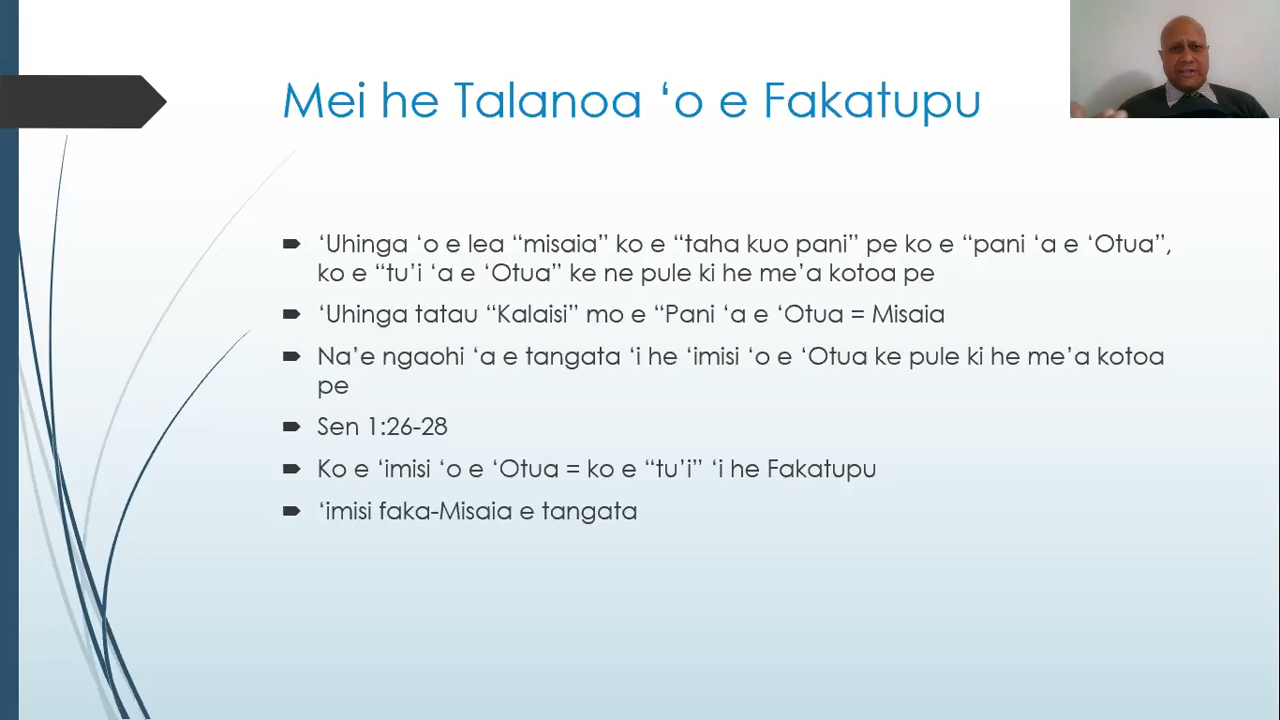 Mei he Talanoa ‘o e Fakatupu
‘Uhinga ‘o e lea “misaia” ko e “taha kuo pani” pe ko e “pani ‘a e ‘Otua”,
ko e “tu’i ‘a e ‘Otua” ke ne pule ki he me’a kotoa pe
‘Uhinga tatau “Kalaisi” mo e “Pani ‘a e ‘Otua = Misaia
Na’e ngaohi ‘a e tangata ‘i he ‘imisi ‘o e ‘Otua ke pule ki he me’a kotoa
pe
Sen 1:26-28
Ko e ‘imisi ‘o e ‘Otua = ko e “tu’i” ‘i he Fakatupu
‘imisi faka-Misaia e tangata